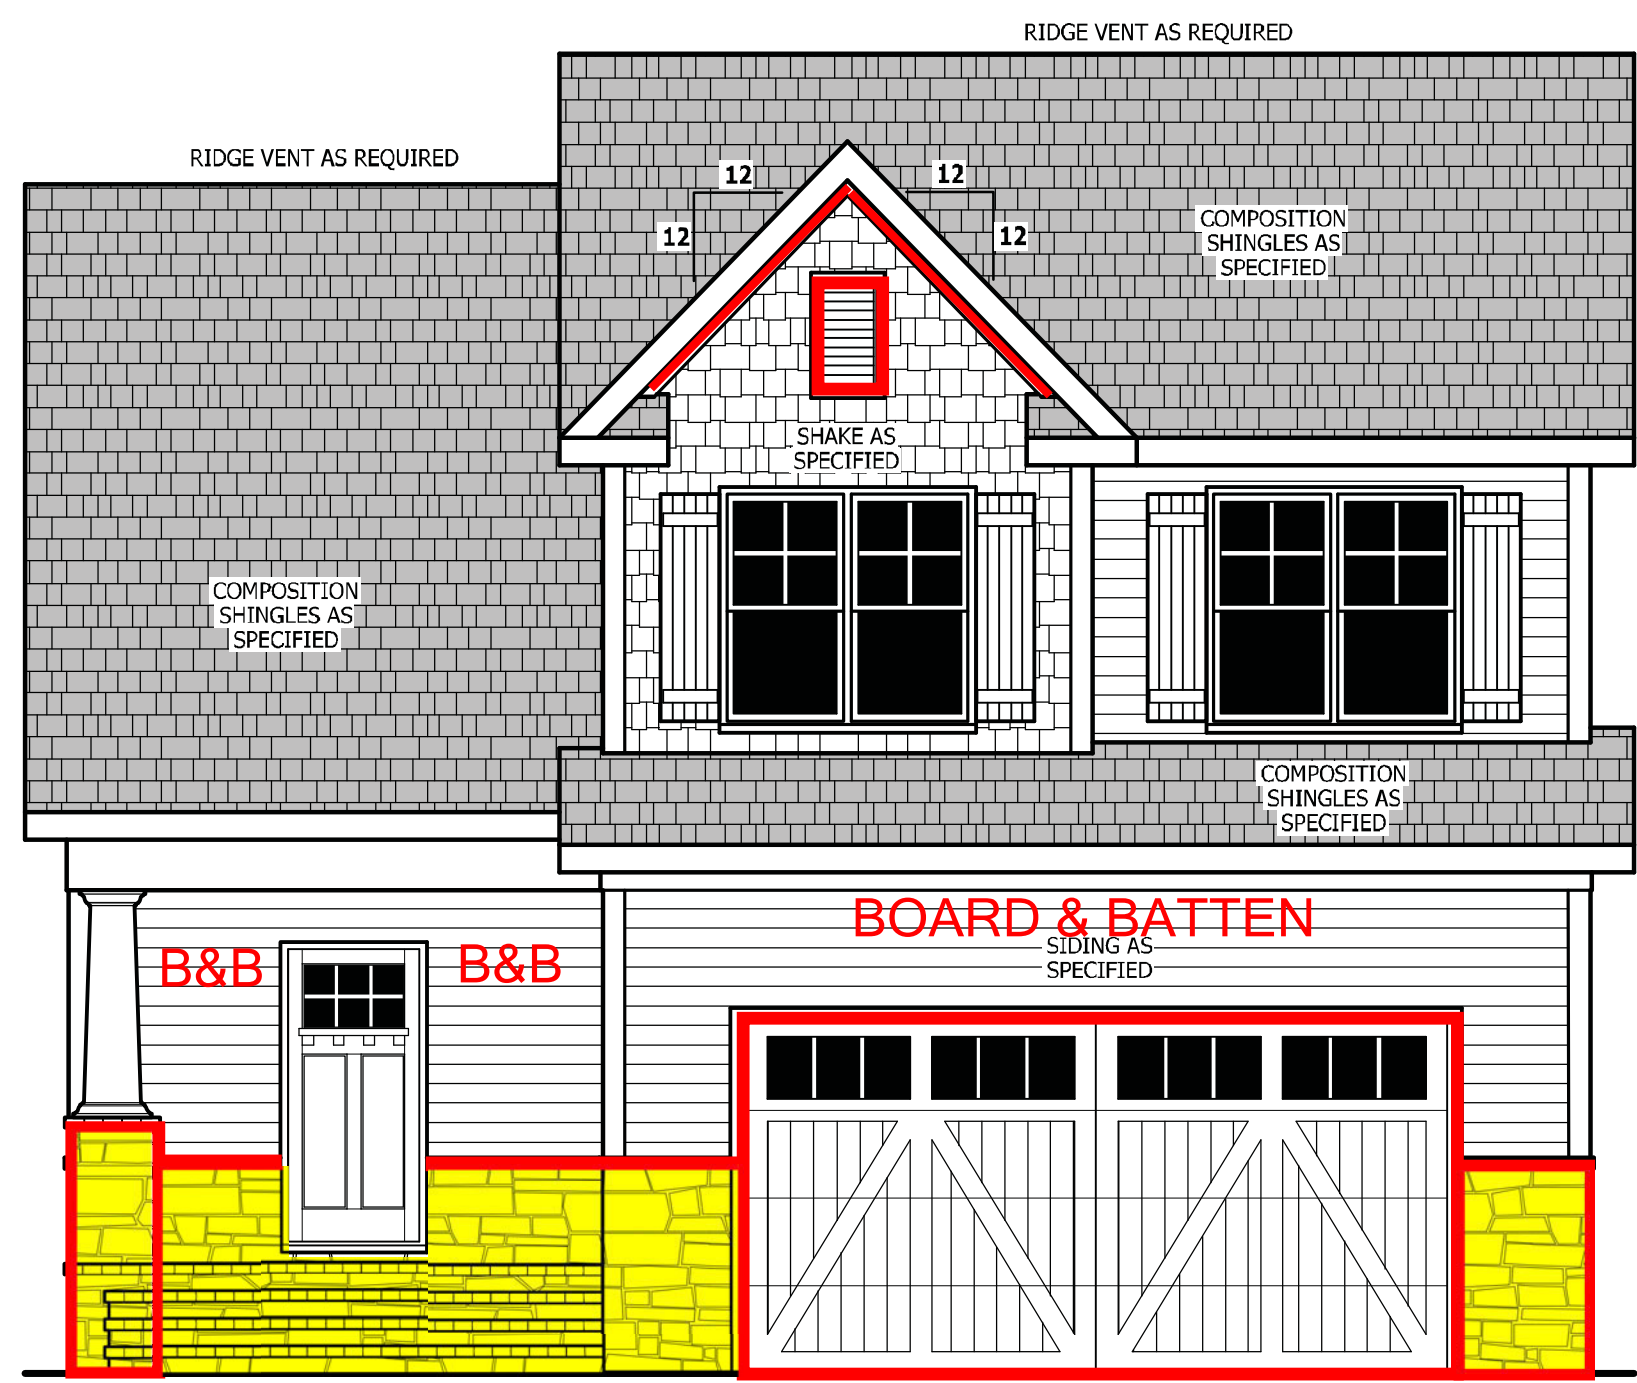 RIDGE VENT AS REQUIRED
RIDGE VENT AS REQUIRED
12
12
12
12
COMPOSITION
SHINGLES AS
SPECIFIED
SHAKE AS
SPECIFIED
COMPOSITION
SHINGLES AS
SPECIFIED
COMPOSITION
SHINGLES AS
SPECIFIED
BOARD & BATTEN
B&B
B&B
SIDING AS
SPECIFIED